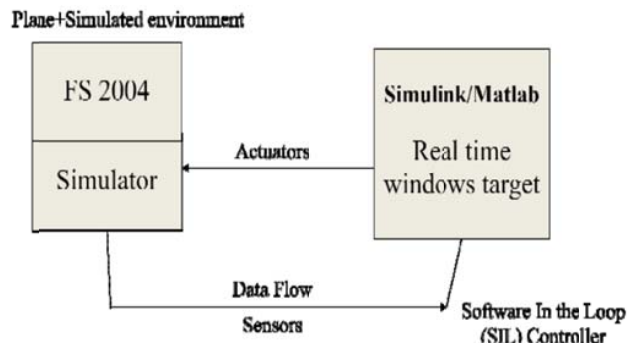 Plane+Simulated environment
FS 2004
Simulator
Actuators
Simulink/Matlab
Real time
windows target
Data Flow
Sensors
Software In the Loop
(SIL) Controller